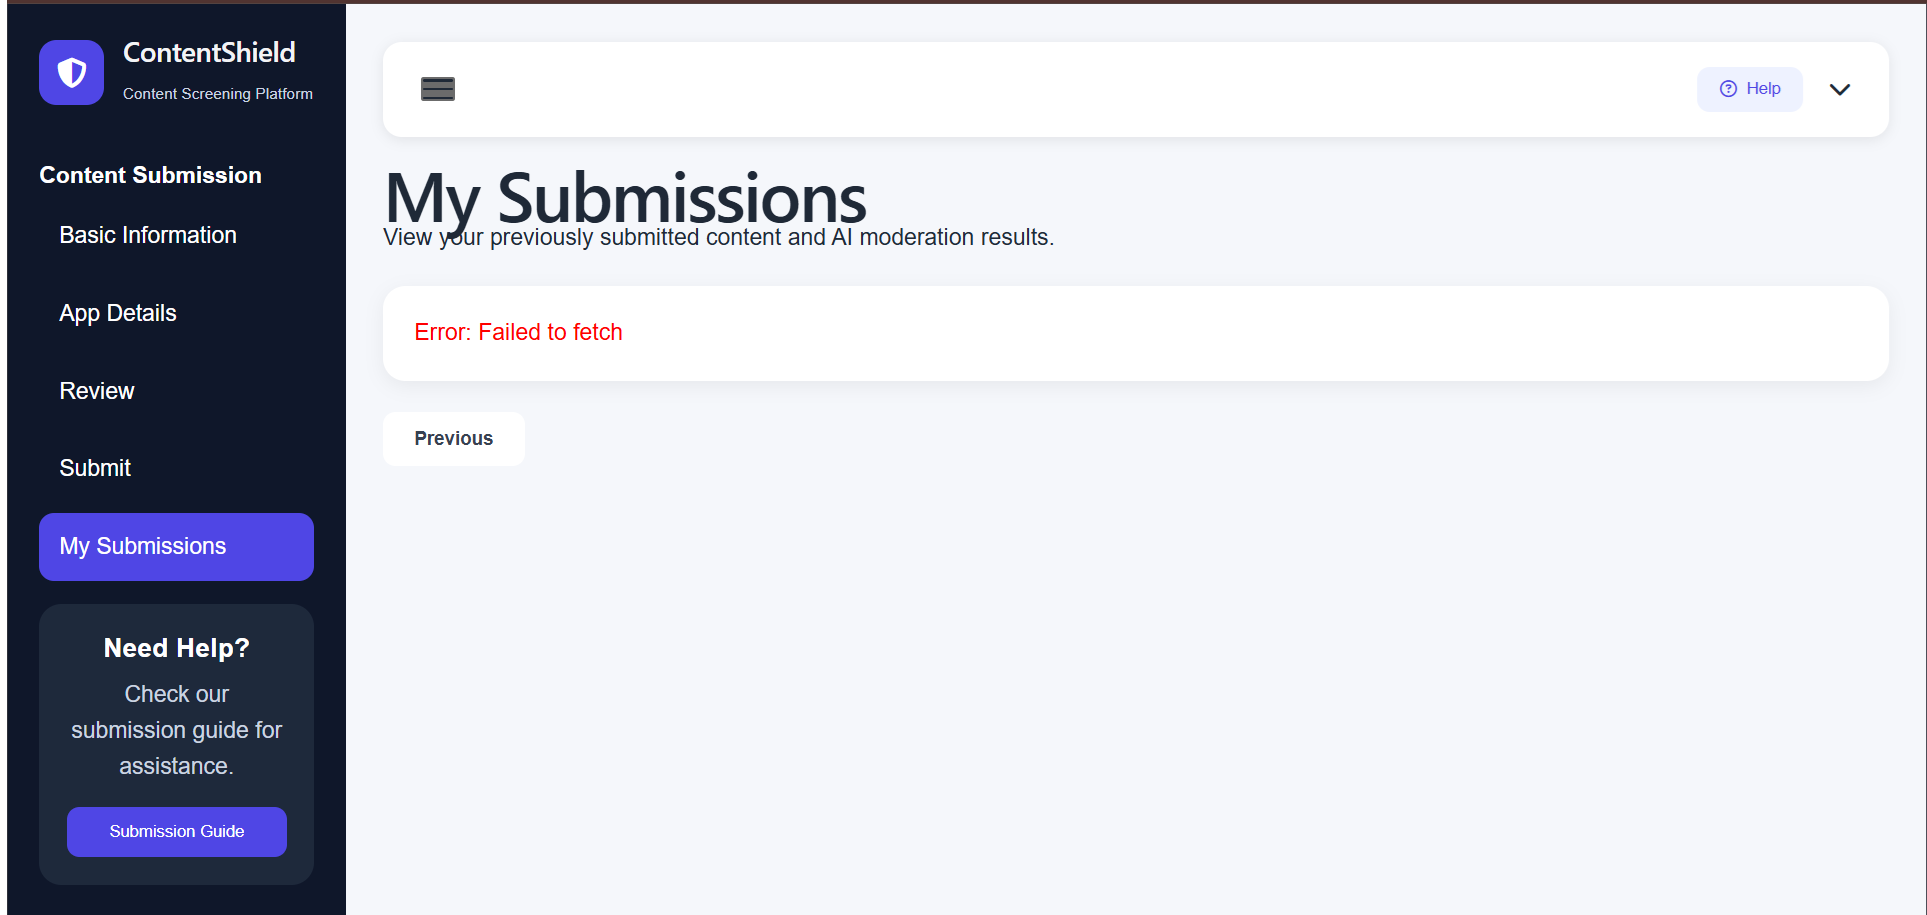 ContentShield
Content Screening Platform
Content Submission
Basic Information
App Details
Review
Submit
My Submissions
Need Help?
Check our
submission guide for
assistance.
Submission Guide
Help
My Submissions
View your previously submitted content and AI moderation results.
Error: Failed to fetch
Previous